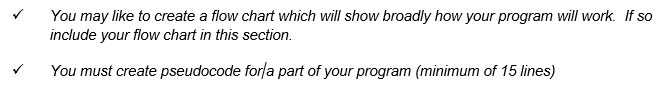 ✓ You may like to create a flow chart which will show broadly how your program will work. If so
include your flow chart in this section.
✓ You must create pseudocode for a part of your program (minimum of 15 lines)